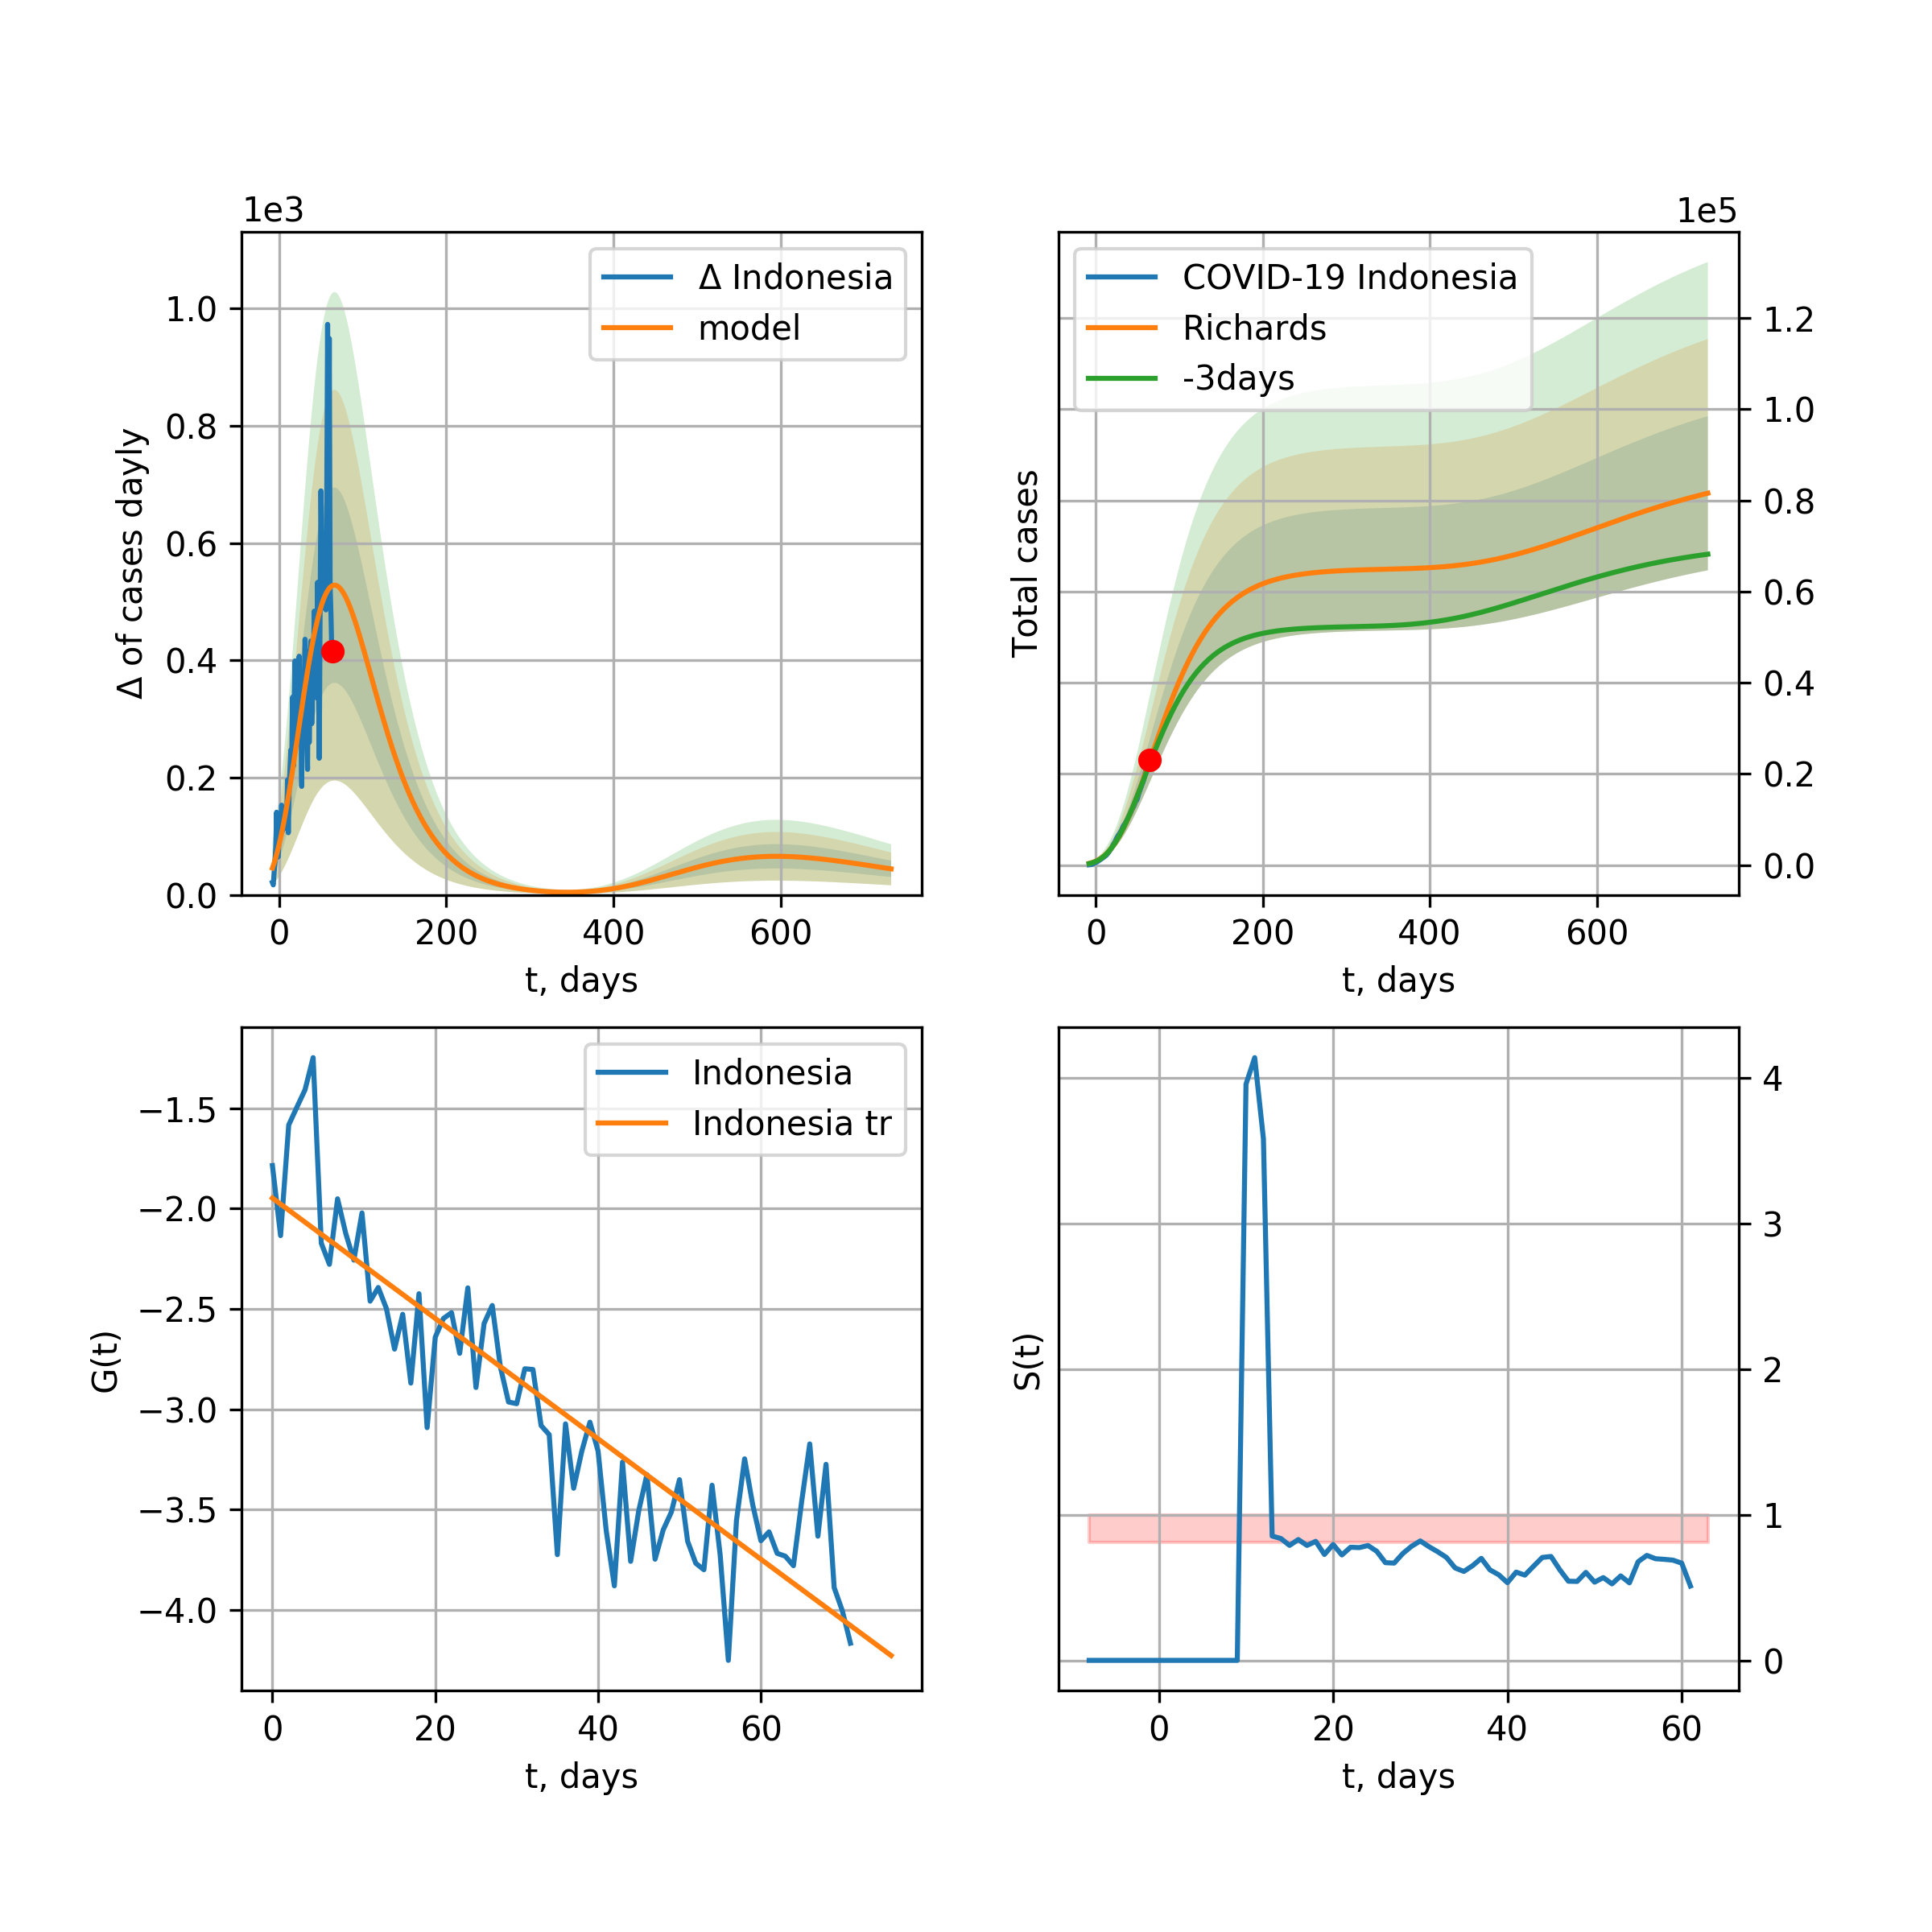 1e3
1.0
0.8
0.6
0.4
0.2
0.0
Δ of cases dayly
Δ Indonesia
model
0 200 400 600
t, days
1e5
COVID-19 Indonesia
Richards
-3days
Total cases
1.2
1.0
0.8
0.6
0.4
0.2
0.0
0 200 400 600
t, days
Indonesia
Indonesia tr
−1.5
−2.0
−2.5
−3.0
−3.5
−4.0
G(t)
0 20 40 60
t, days
S(t)
4
3
2
1
0
0 20 40 60
t, days